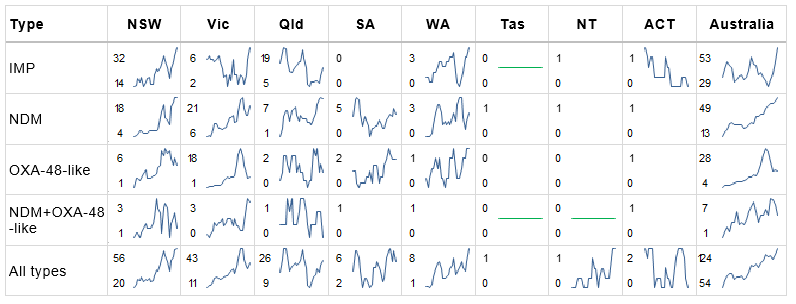 Type NSW Vic Qld SA WA Tas NT ACT Australia
32 6 19 0 3 0 1 1 53
IMP
14 2 5 0 0 0 0 0 29
18 21 7 5 3 1 1 1 49
NDM
4 6 1 0 0 0 0 0 13
6 18 2 2 1 0 0 1 28
OXA-48-like
1 1 0 0 0 0 0 0 4
NDM+OXA-48 3 3 1 1 1 0 0 1 7
-like 1 0 0 0 0 0 0 0 1
56 43 26 6 8 1 1 2 124
All types
20 11 9 2 1 0 0 0 54